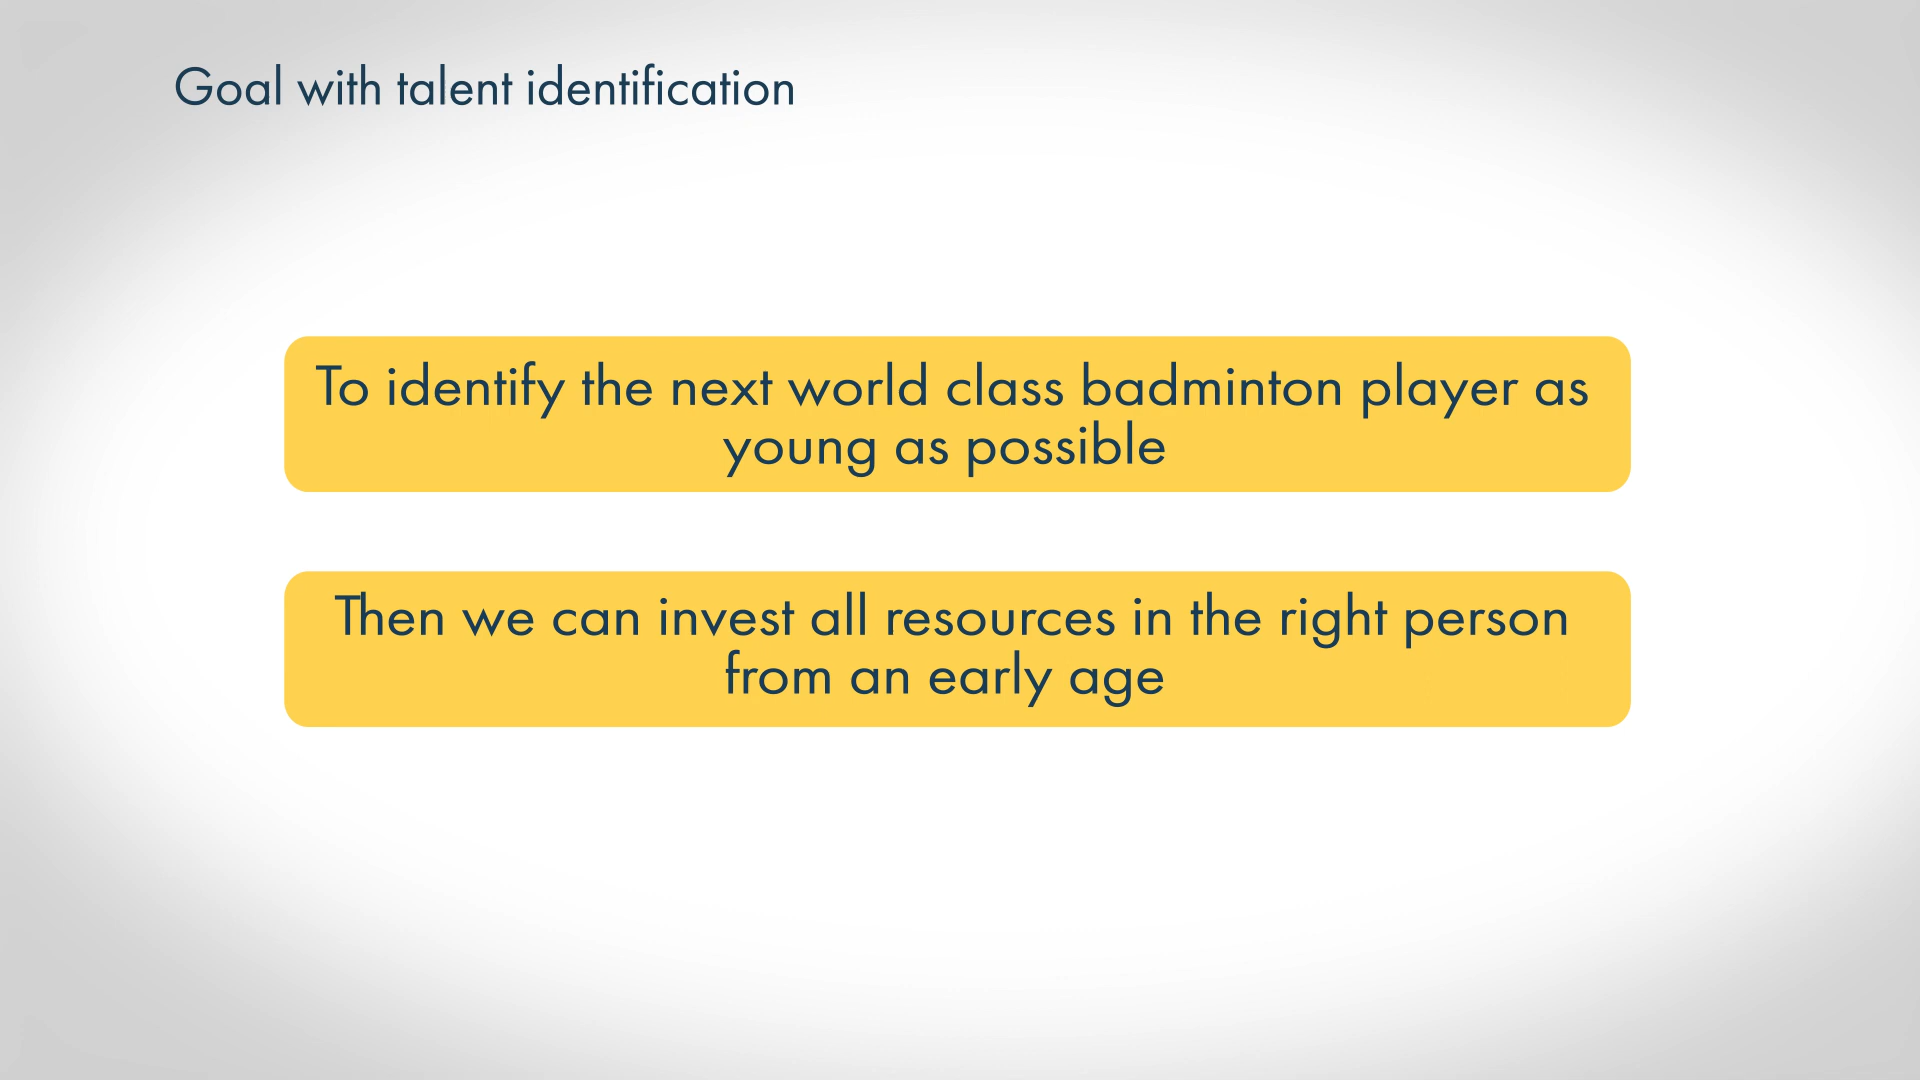 Goal with talent identification
To identify the next world class badminton player as
young as possible
Then we can invest all resources in the right person
from an early age